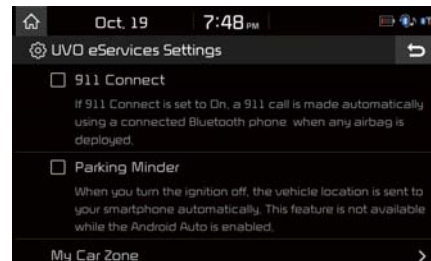 Oct. 19 7:48 PM
UVO eServices Settings
911 Connect
If 911 Connect is set to On, a 911 call is made automatically
using a connected Bluetooth phone when any airbag is
deployed.
Parking Minder
When you turn the ignition off, the vehicle location is sent to
your smartphone automatically. This feature is not available
while the Android Auto is enabled.
My Car Zone